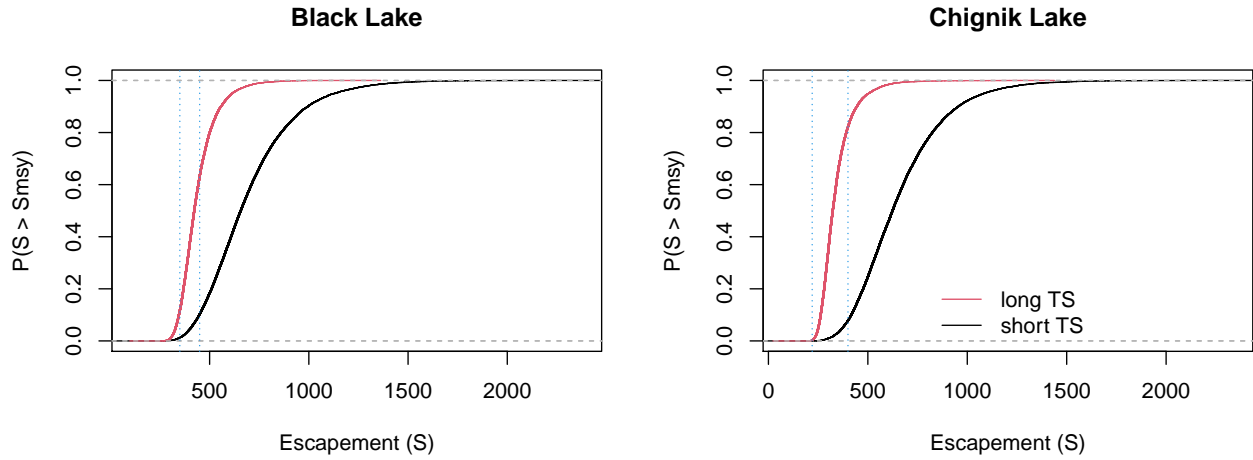 Black Lake
P(S > Smsy)
1.0
0.8
0.6
0.4
0.2
0.0
500 1000 1500 2000
Escapement (S)
Chignik Lake
P(S > Smsy)
1.0
0.8
0.6
0.4
0.2
0.0
long TS
short TS
0 500 1000 1500 2000
Escapement (S)